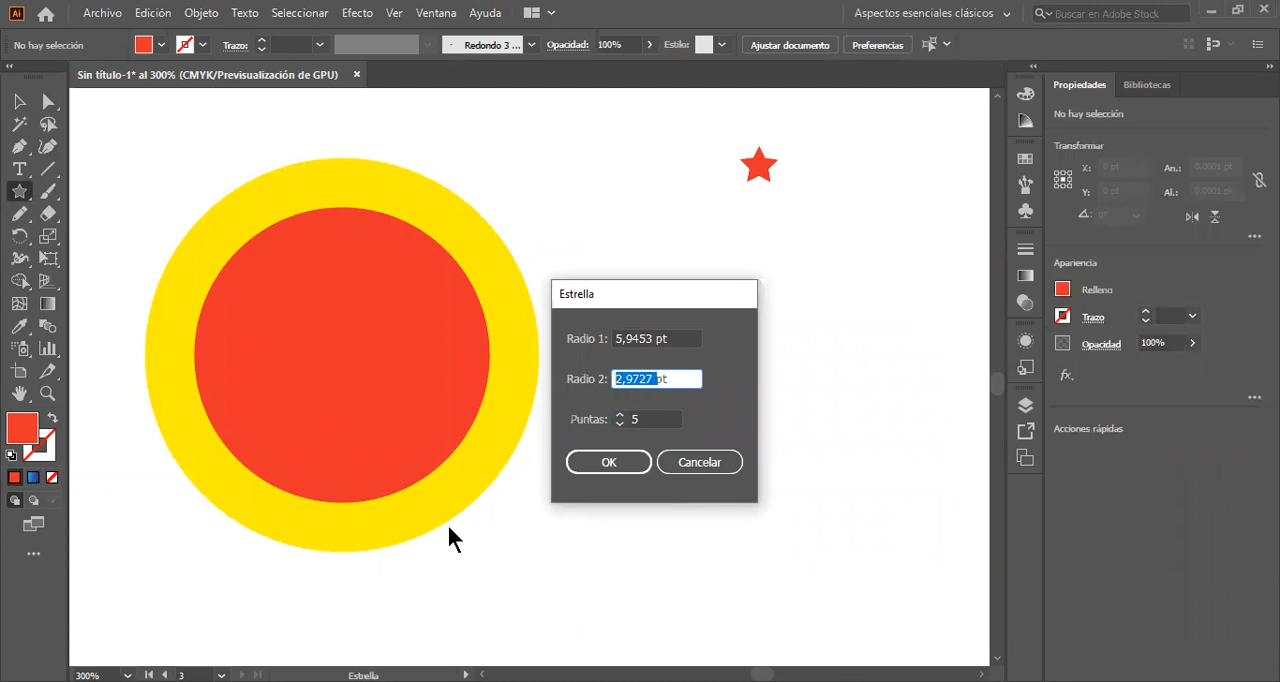 Ai Archivo Edición Objeto Texto Seleccionar Efecto Ver Ventana Ayuda Aspectos esenciales clásicos Buscar en Adobe Stock
No hay selección Trazo: Redondo 3 ... Opacidad: 100% Estilo: Ajustar documento Preferencias
Sin título-1* al 300% (CMYK/Previsualización de GPU) ×
Propiedades Bibliotecas
No hay selección
Transformar
X: 0 pt An.: 0,0001 pt
Y: 0 pt Al.: 0,0001 pt
Apariencia
Relleno
Trazo
Opacidad 100%
fx.
Acciones rápidas
Estrella
Radio 1: 5,9453 pt
Radio 2: 2,9727 pt
Puntas: 5
OK Cancelar
300% 3 Estrella